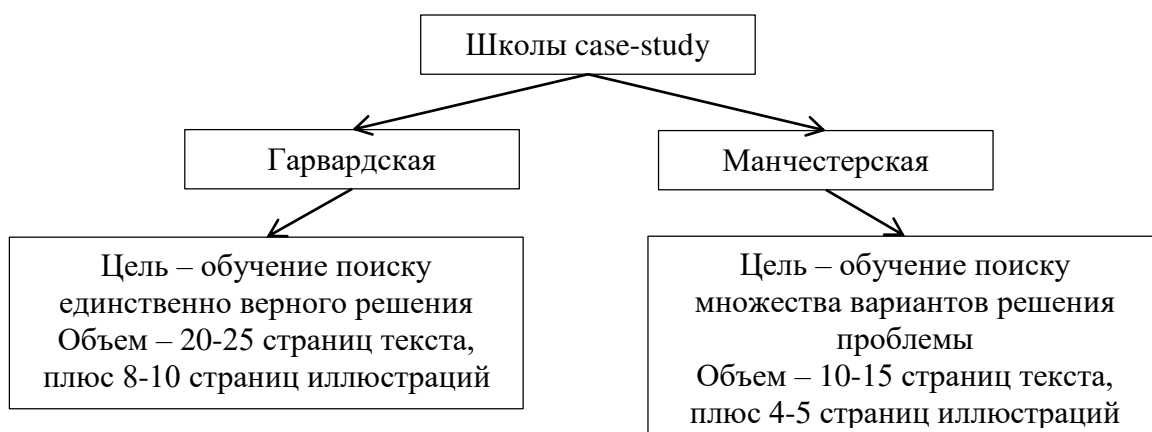 Школы case-study
Гарвардская
Манчестерская
Цель – обучение поиску
единственно верного решения
Объем – 20-25 страниц текста,
плюс 8-10 страниц иллюстраций
Цель – обучение поиску
множества вариантов решения
проблемы
Объем – 10-15 страниц текста,
плюс 4-5 страниц иллюстраций